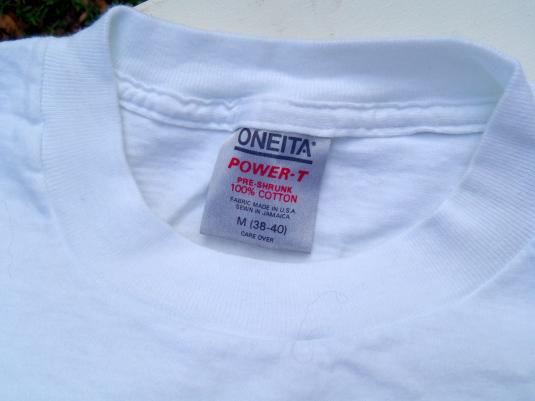 ONEITA®
POWER-T
PRE-SHRUNK
100% COTTON
FABRIC MADE IN U.S.A.
SEWN IN JAMAICA
M (38-40)
CARE OVER